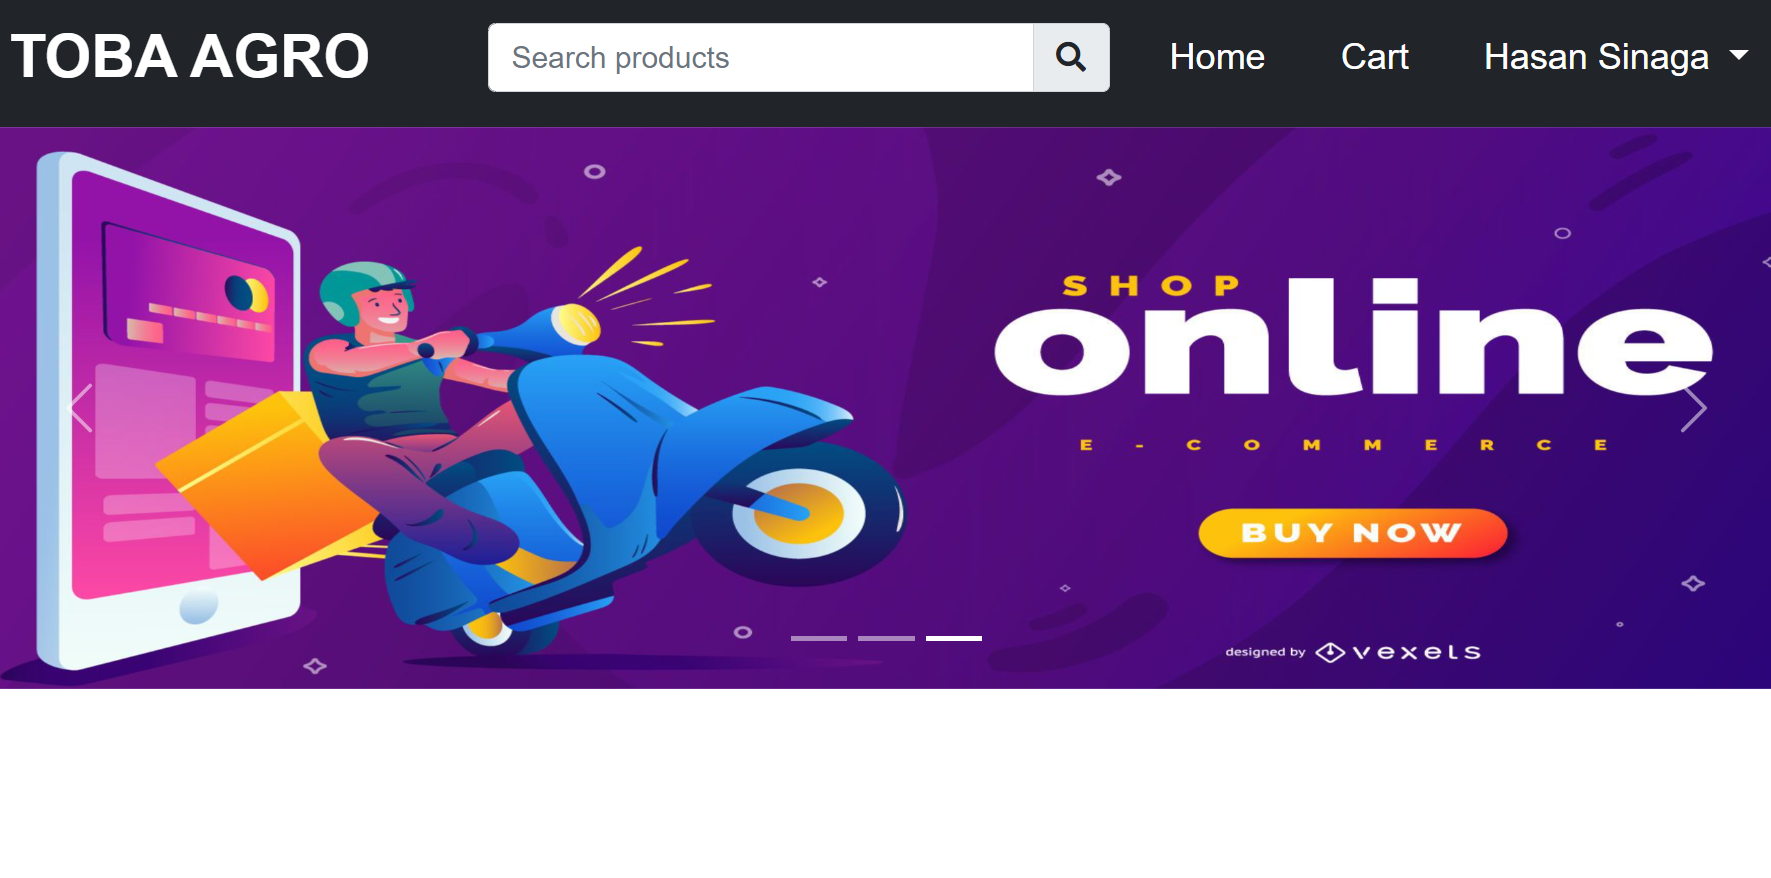 TOBA AGRO
Search products
Home
Cart
Hasan Sinaga
SHOP
online
E-COMMERCE
BUY NOW
designed by vexels